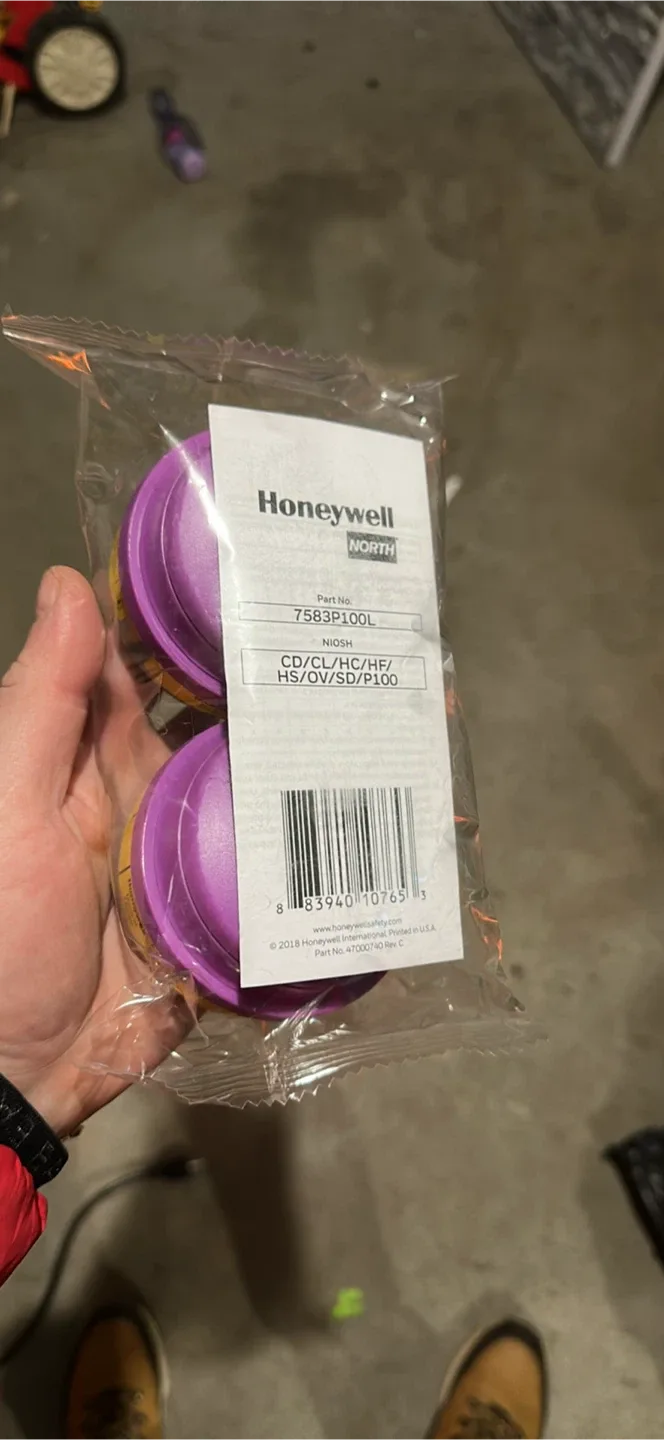 Honeywell
NORTH
Part No.
7583P100L
NIOSH
CD/CL/HC/HF/
HS/OV/SD/P100
8 83940 10765 3
www.honeywellsafety.com
© 2018 Honeywell International Printed in U.S.A.
Part No. 47000740 Rev C